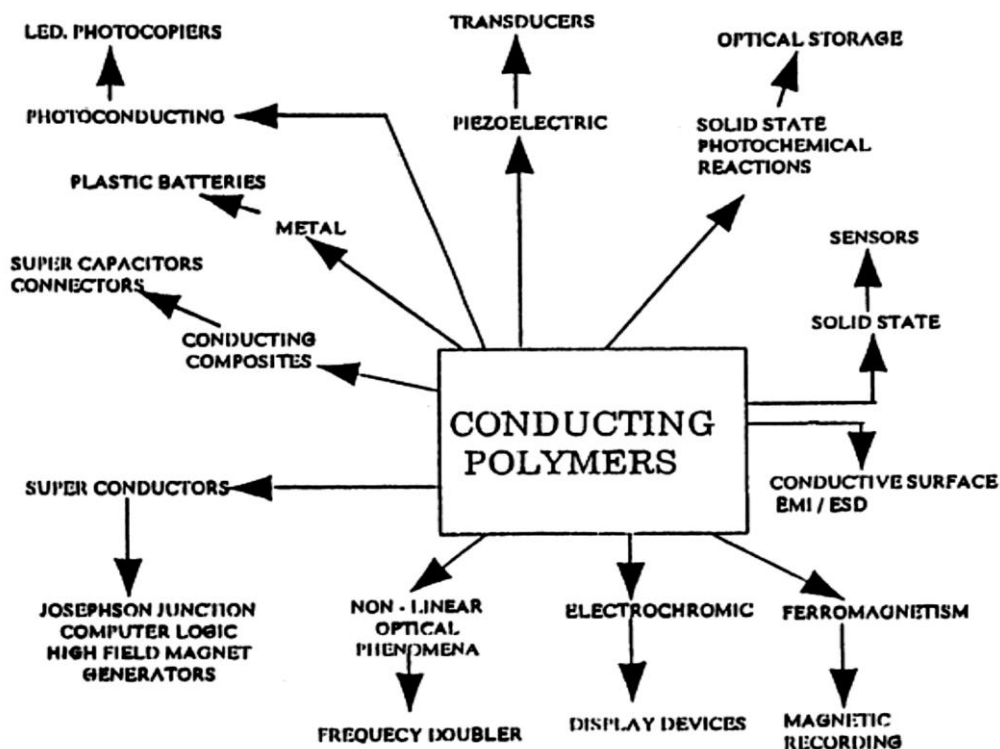 LED. PHOTOCOPIERS
TRANSDUCERS
OPTICAL STORAGE
PHOTOCONDUCTING
PIEZOELECTRIC
SOLID STATE
PHOTOCHEMICAL
REACTIONS
PLASTIC BATTERIES
METAL
SENSORS
SUPER CAPACITORS
CONNECTORS
SOLID STATE
CONDUCTING
COMPOSITES
CONDUCTING
POLYMERS
SUPER CONDUCTORS
CONDUCTIVE SURFACE
EMI / ESD
JOSEPHSON JUNCTION
COMPUTER LOGIC
HIGH FIELD MAGNET
GENERATORS
NON - LINEAR
OPTICAL
PHENOMENA
ELECTROCHROMIC
FERROMAGNETISM
FREQUECY DOUBLER
DISPLAY DEVICES
MAGNETIC
RECORDING